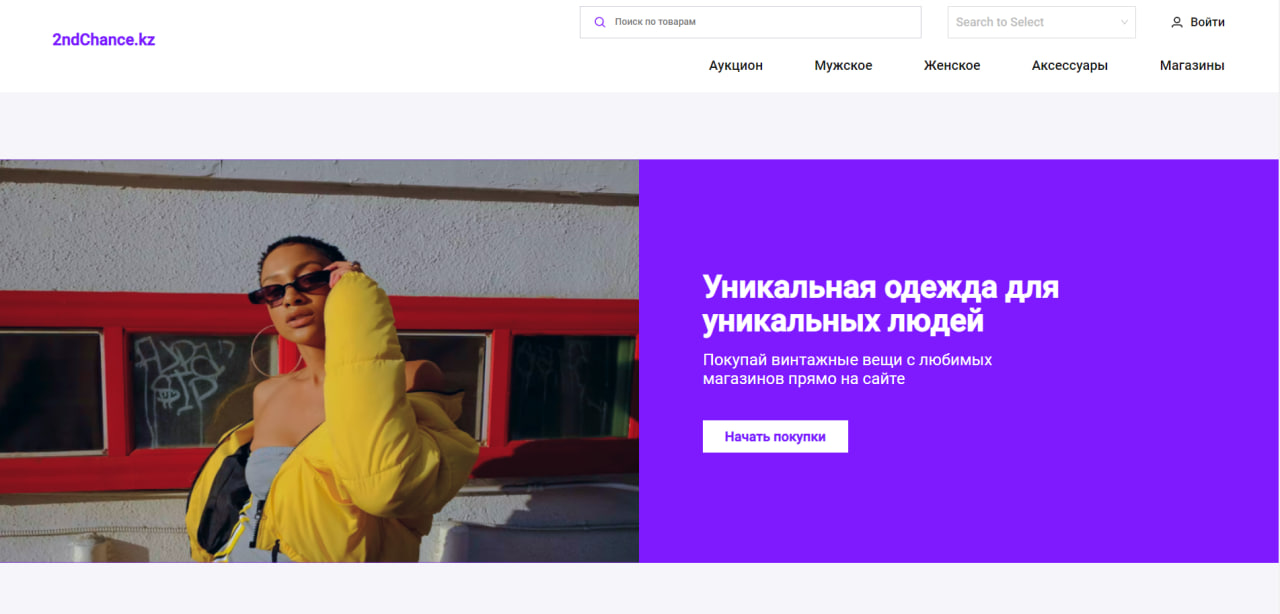 Поиск по товарам
Search to Select
Войти
2ndChance.kz
Аукцион
Мужское
Женское
Аксессуары
Магазины
Уникальная одежда для
уникальных людей
Покупай винтажные вещи с любимых
магазинов прямо на сайте
Начать покупки